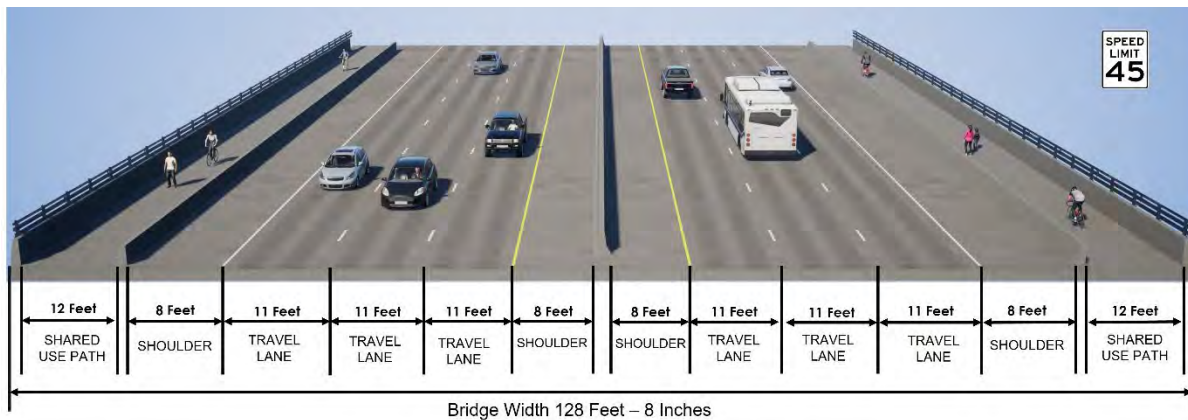 SPEED
LIMIT
45
12 Feet
8 Feet
11 Feet
11 Feet
11 Feet
8 Feet
8 Feet
11 Feet
11 Feet
11 Feet
8 Feet
12 Feet
SHARED
USE PATH
SHOULDER
TRAVEL
LANE
TRAVEL
LANE
TRAVEL
LANE
SHOULDER
SHOULDER
TRAVEL
LANE
TRAVEL
LANE
TRAVEL
LANE
SHOULDER
SHARED
USE PATH
Bridge Width 128 Feet – 8 Inches